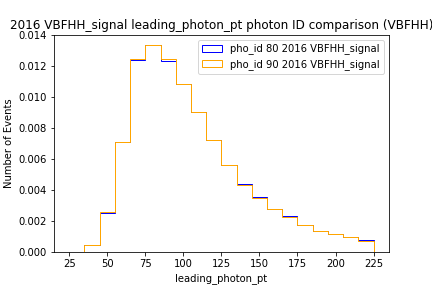 2016 VBFHH_signal leading_photon_pt photon ID comparison (VBFHH)
pho_id 80 2016 VBFHH_signal
pho_id 90 2016 VBFHH_signal
Number of Events
0.014
0.012
0.010
0.008
0.006
0.004
0.002
0.000
25 50 75 100 125 150 175 200 225
leading_photon_pt